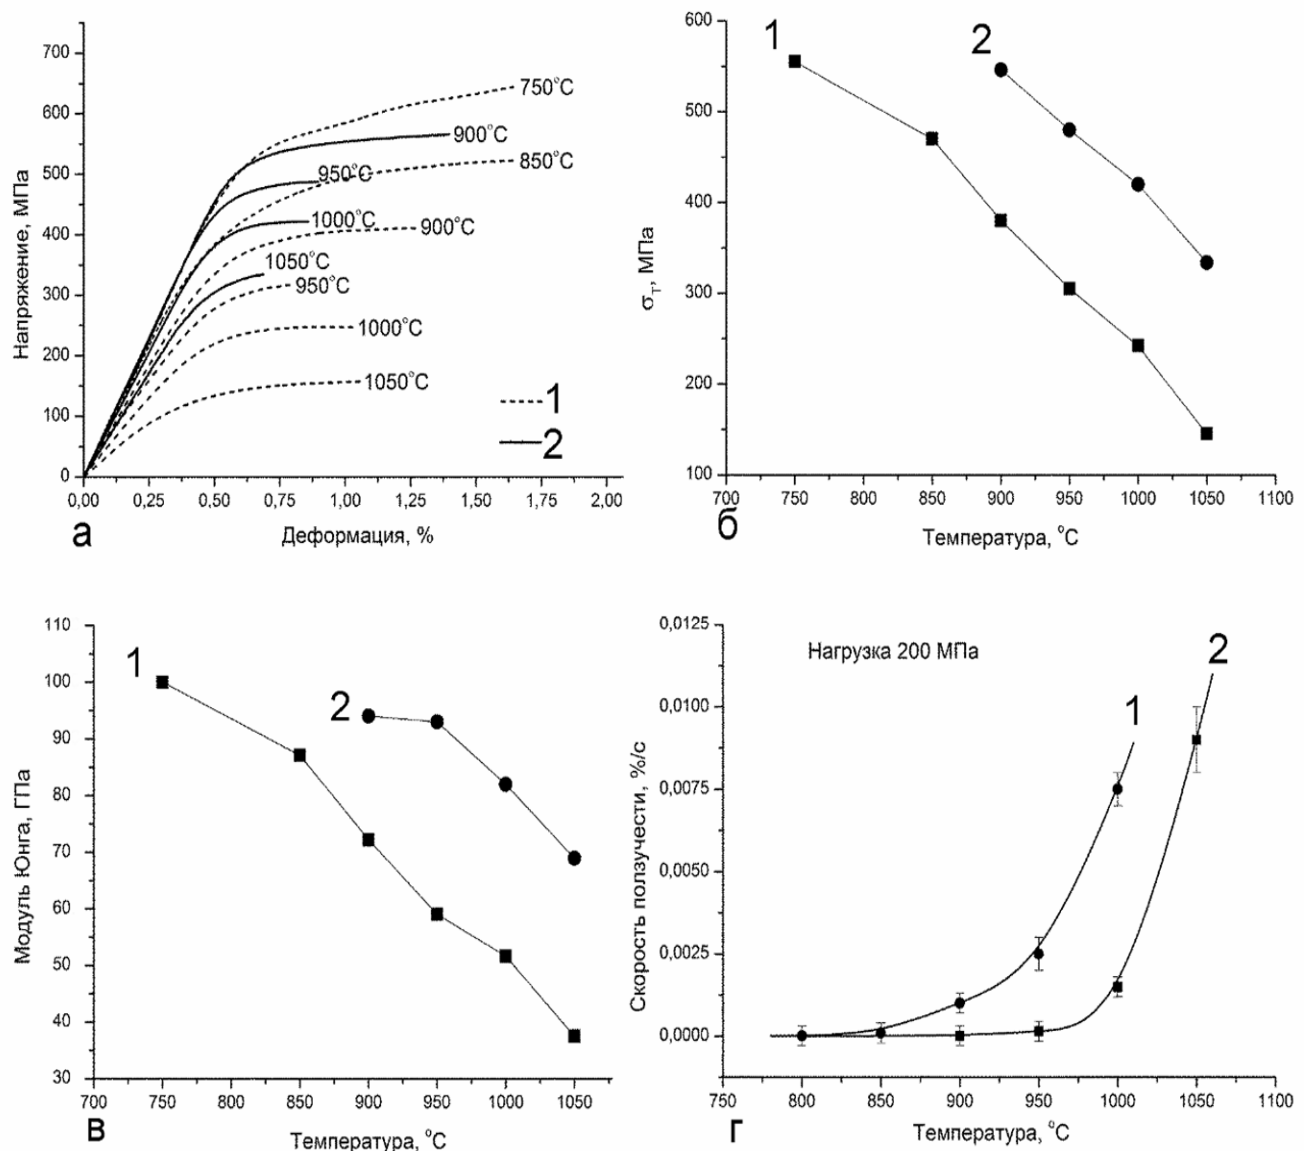 700
600
500
400
300
200
100
0
Напряжение, МПа
750°C
900°C
850°C
950°C
1000°C
900°C
1050°C
950°C
1000°C
1050°C
1
2
0,00 0,25 0,50 0,75 1,00 1,25 1,50 1,75 2,00
а
Деформация, %
600
500
400
300
200
100
σт, МПа
1
2
700 750 800 850 900 950 1000 1050 1100
б
Температура, °C
110
100
90
80
70
60
50
40
30
Модуль Юнга, ГПа
1
2
700 750 800 850 900 950 1000 1050
в
Температура, °C
0,0125
0,0100
0,0075
0,0050
0,0025
0,0000
Скорость ползучести, %/с
Нагрузка 200 МПа
1
2
750 800 850 900 950 1000 1050 1100
г
Температура, °C